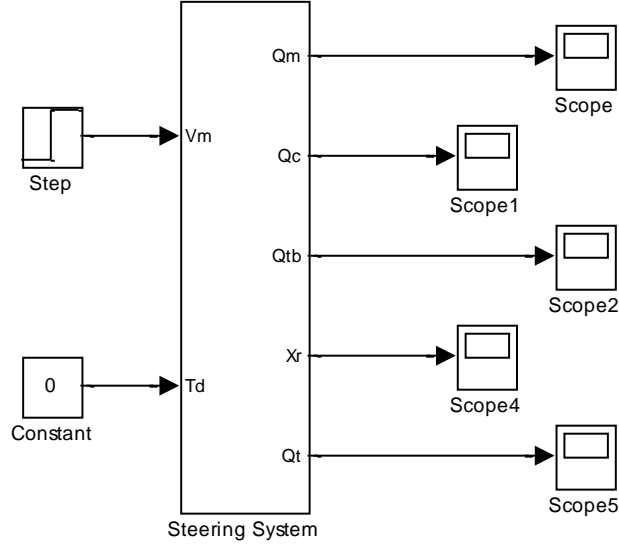 Qm
Scope
Vm
Step
Qc
Scope1
Qtb
Scope2
Xr
Scope4
0
Td
Constant
Qt
Scope5
Steering System